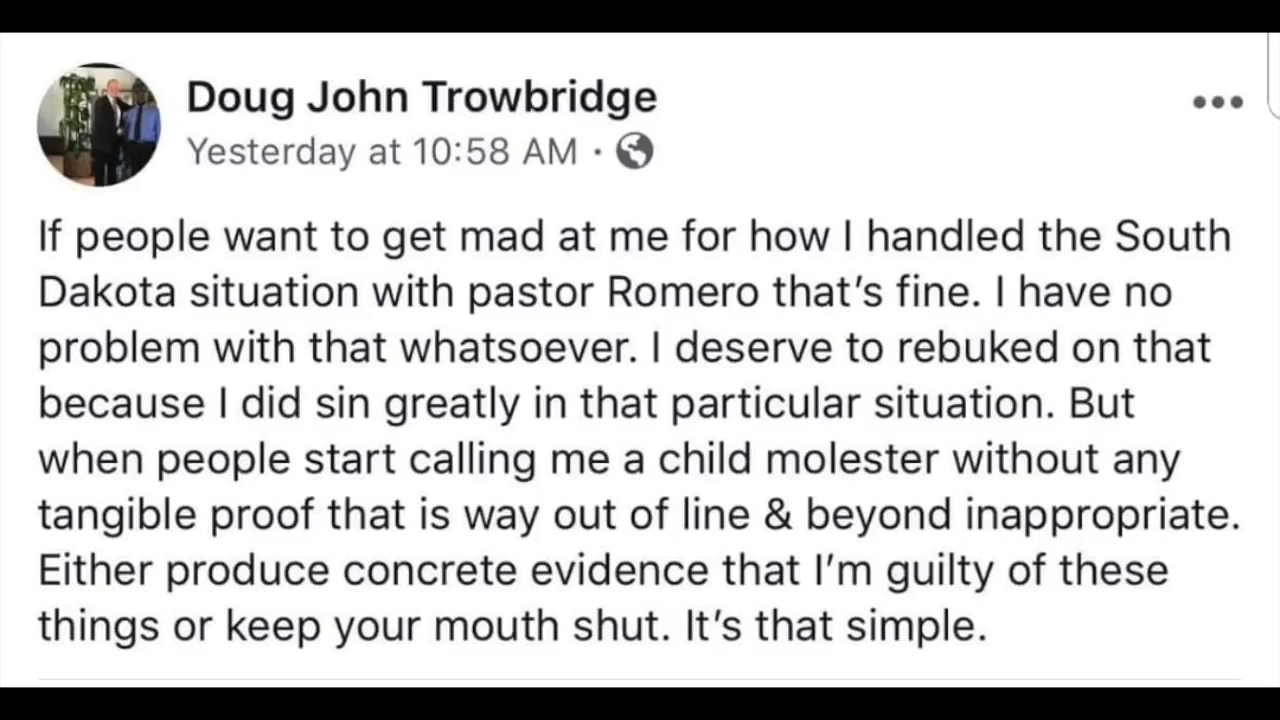 Doug John Trowbridge
Yesterday at 10:58 AM ·
If people want to get mad at me for how I handled the South
Dakota situation with pastor Romero that's fine. I have no
problem with that whatsoever. I deserve to rebuked on that
because I did sin greatly in that particular situation. But
when people start calling me a child molester without any
tangible proof that is way out of line & beyond inappropriate.
Either produce concrete evidence that I'm guilty of these
things or keep your mouth shut. It's that simple.